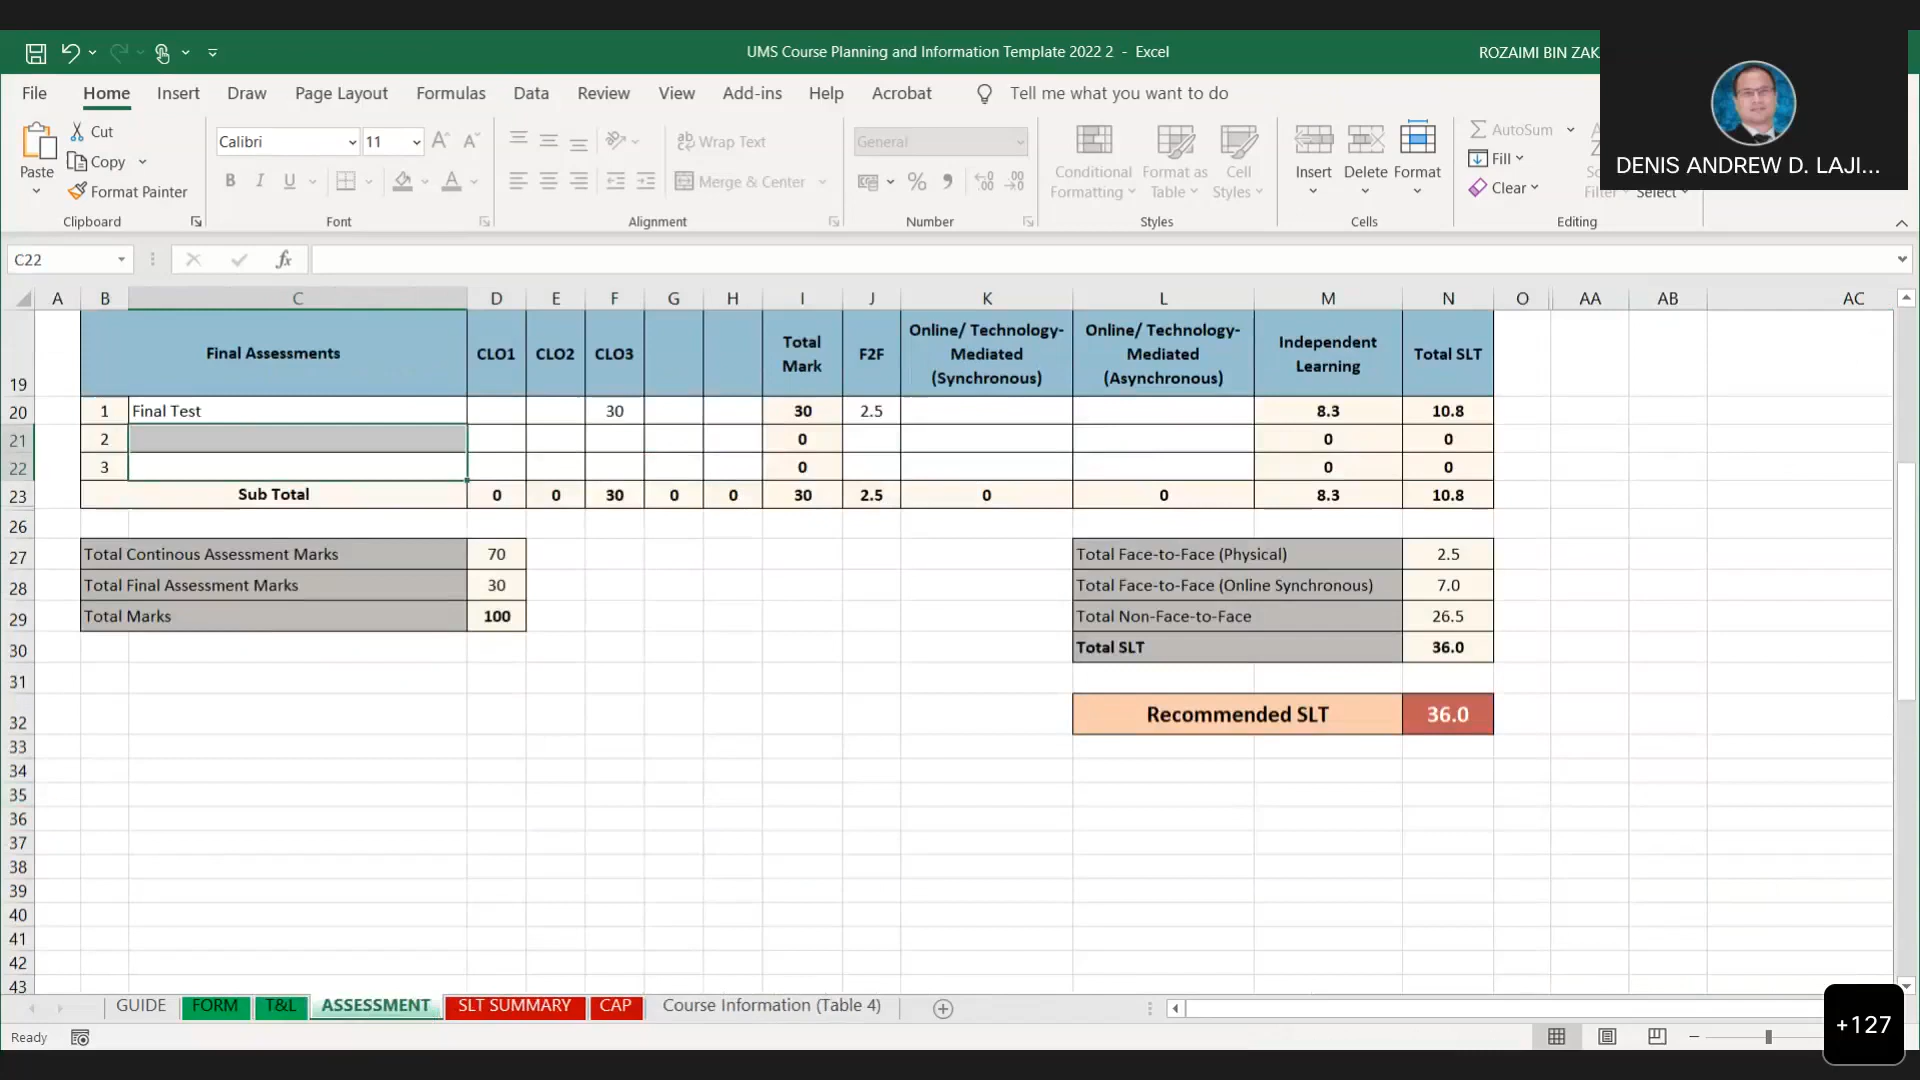 UMS Course Planning and Information Template 2022 2 - Excel
ROZAIMI BIN ZAK
File Home Insert Draw Page Layout Formulas Data Review View Add-ins Help Acrobat Tell me what you want to do
DENIS ANDREW D. LAJI...
Paste
Cut
Copy
Format Painter
Clipboard
Calibri 11
B I U
Font
Wrap Text
Merge & Center
Alignment
General
Number
Conditional Formatting
Format as Table
Cell Styles
Styles
Insert Delete Format
Cells
AutoSum
Fill
Clear
Filter Select
Editing
C22
fx
A B C D E F G H I J K L M N O AA AB AC
19 Final Assessments CLO1 CLO2 CLO3 Total Mark F2F Online/ Technology-Mediated (Synchronous) Online/ Technology-Mediated (Asynchronous) Independent Learning Total SLT
20 1 Final Test 30 30 2.5 8.3 10.8
21 2 0 0 0
22 3 0 0 0
23 Sub Total 0 0 30 0 0 30 2.5 0 0 8.3 10.8
26
27 Total Continous Assessment Marks 70 Total Face-to-Face (Physical) 2.5
28 Total Final Assessment Marks 30 Total Face-to-Face (Online Synchronous) 7.0
29 Total Marks 100 Total Non-Face-to-Face 26.5
30 Total SLT 36.0
31
32 Recommended SLT 36.0
33
34
35
36
37
38
39
40
41
42
43
GUIDE FORM T&L ASSESSMENT SLT SUMMARY CAP Course Information (Table 4)
Ready
+127